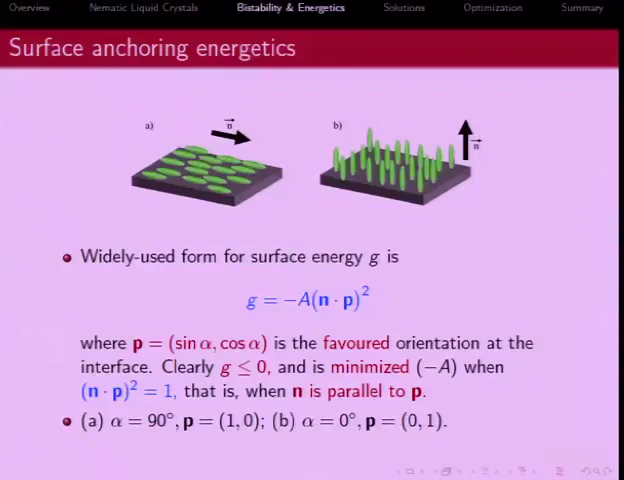 Overview Nematic Liquid Crystals Bistability & Energetics Solutions Optimization Summary
Surface anchoring energetics
a) n b) n
• Widely-used form for surface energy g is
g = −A(n · p)²
where p = (sin α, cos α) is the favoured orientation at the
interface. Clearly g ≤ 0, and is minimized (−A) when
(n · p)² = 1, that is, when n is parallel to p.
• (a) α = 90°, p = (1, 0); (b) α = 0°, p = (0, 1).